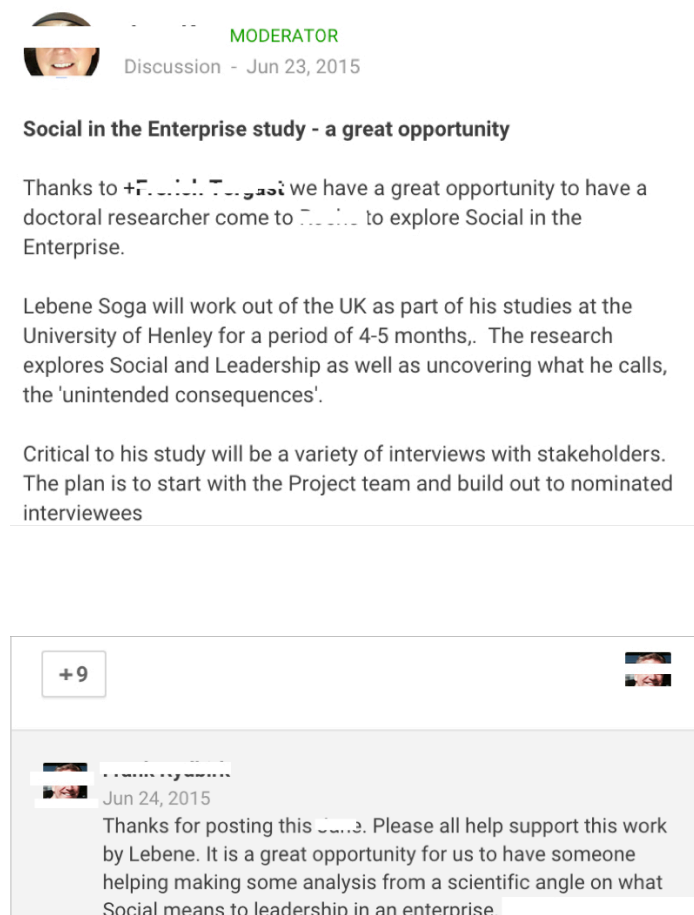 MODERATOR
Discussion - Jun 23, 2015
Social in the Enterprise study - a great opportunity
Thanks to we have a great opportunity to have a
doctoral researcher come to to explore Social in the
Enterprise.
Lebene Soga will work out of the UK as part of his studies at the
University of Henley for a period of 4-5 months,. The research
explores Social and Leadership as well as uncovering what he calls,
the 'unintended consequences'.
Critical to his study will be a variety of interviews with stakeholders.
The plan is to start with the Project team and build out to nominated
interviewees
+9
Jun 24, 2015
Thanks for posting this . Please all help support this work
by Lebene. It is a great opportunity for us to have someone
helping making some analysis from a scientific angle on what
Social means to leadership in an enterprise.